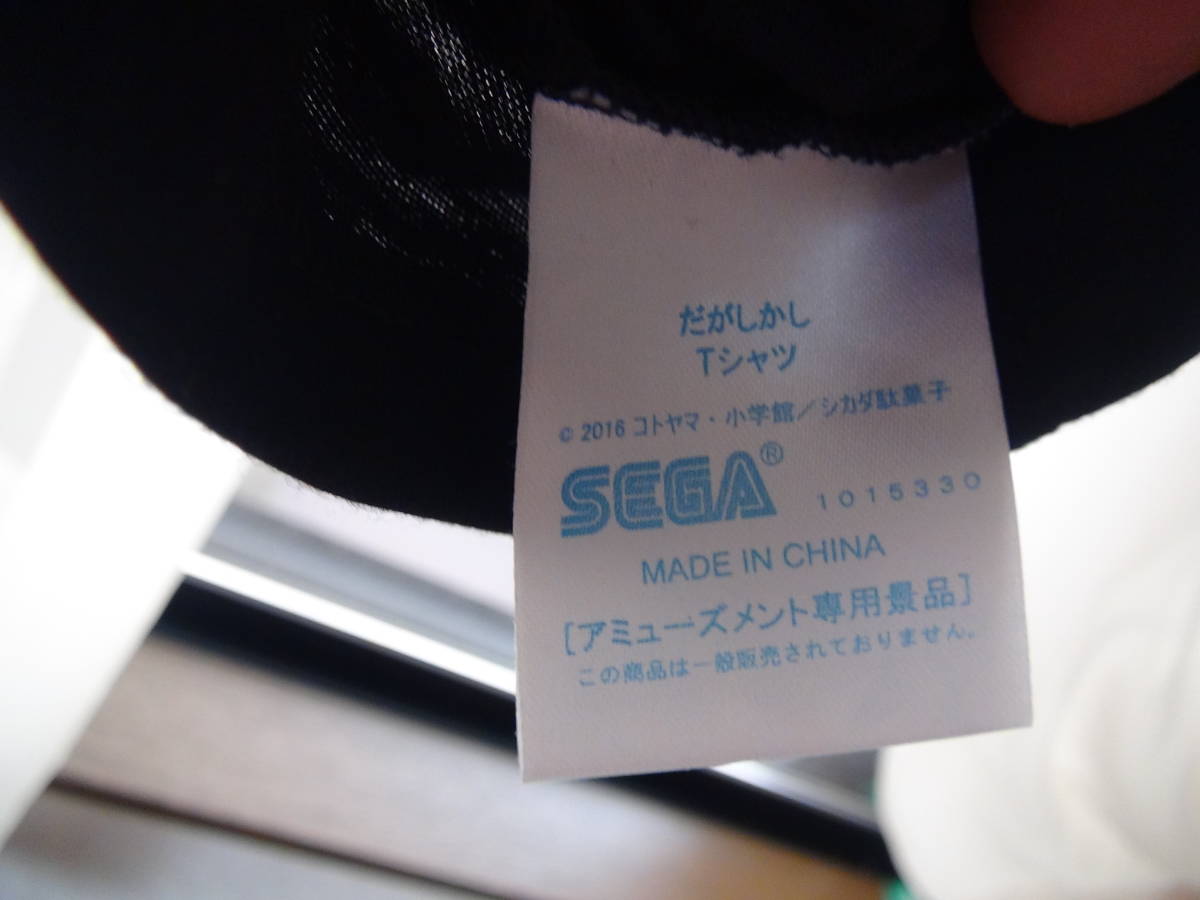 だがしかし
Tシャツ
© 2016 コトヤマ・小学館／シカダ駄菓子
SEGA® 1015330
MADE IN CHINA
[アミューズメント専用景品]
この商品は一般販売されておりません。